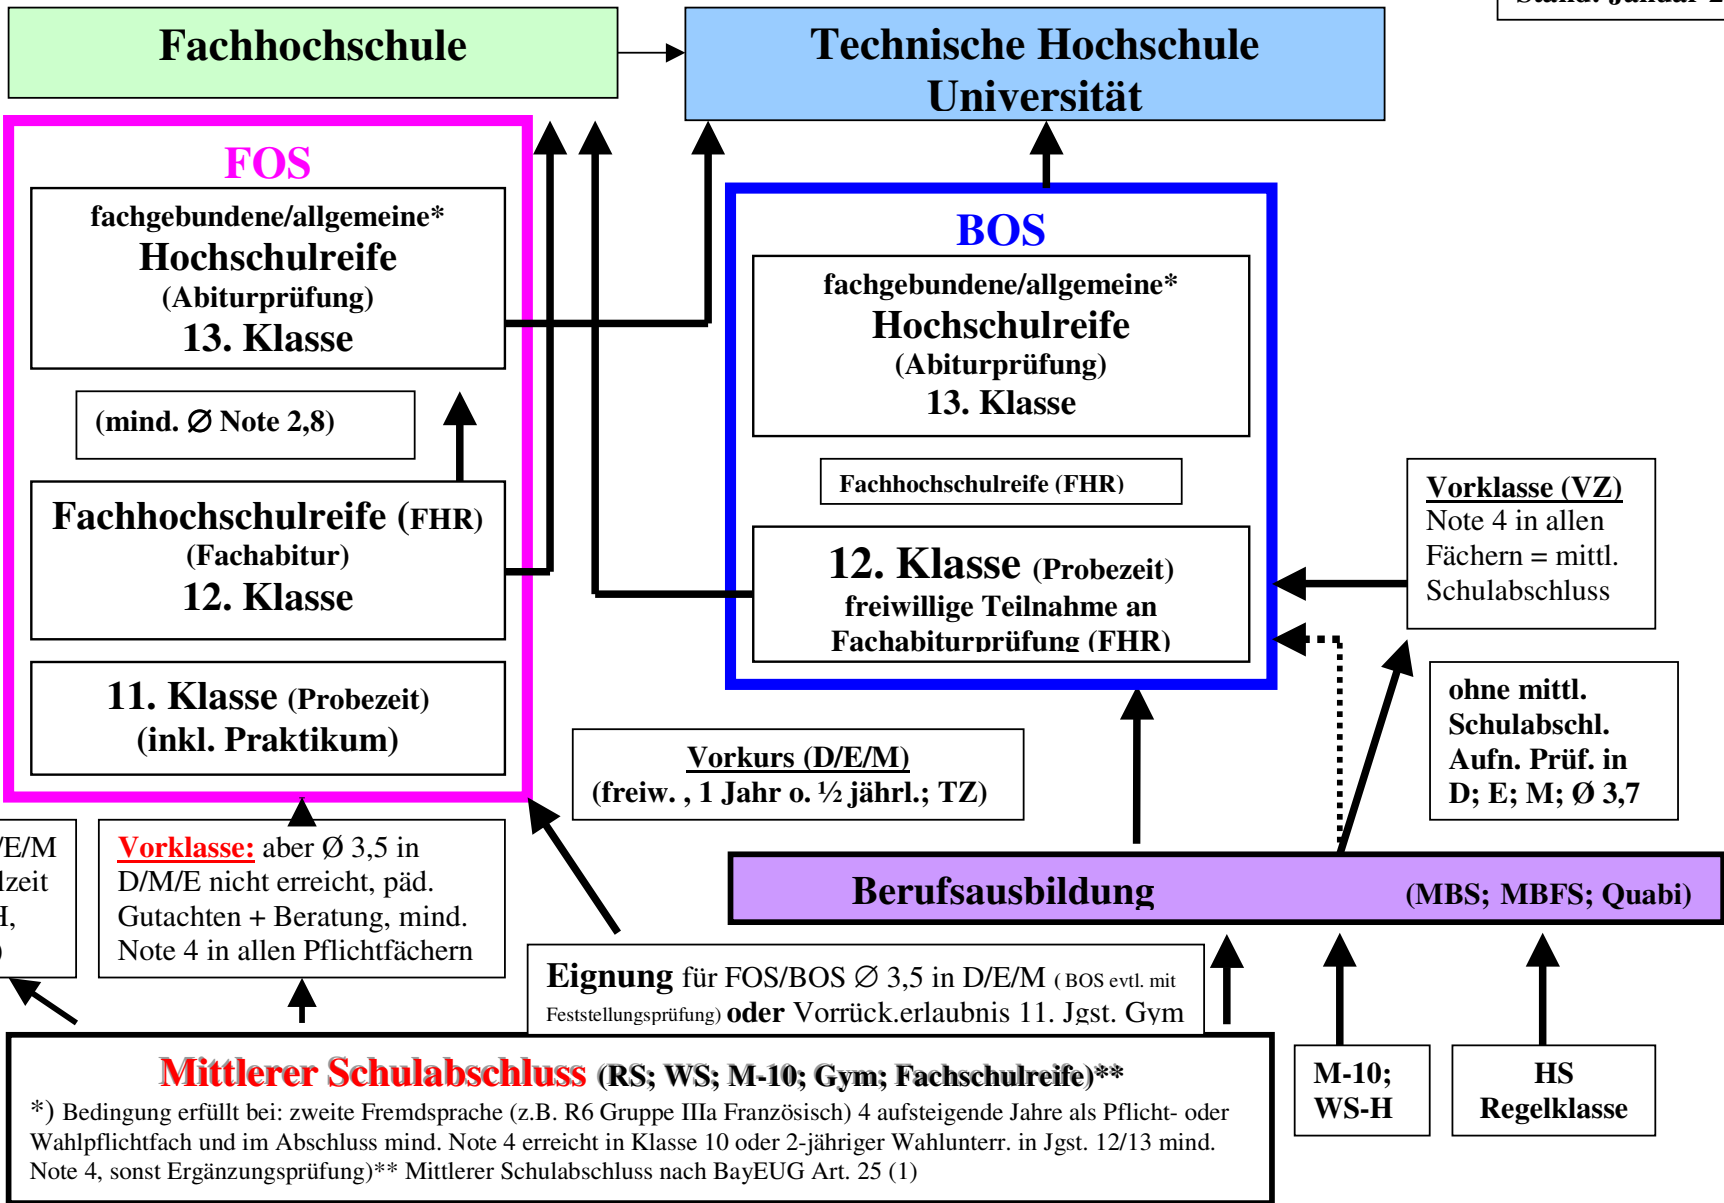 Stand: Januar 2
Fachhochschule
Technische Hochschule
Universität
FOS
fachgebundene/allgemeine*
Hochschulreife
(Abiturprüfung)
13. Klasse
(mind. Ø Note 2,8)
Fachhochschulreife (FHR)
(Fachabitur)
12. Klasse
11. Klasse (Probezeit)
(inkl. Praktikum)
BOS
fachgebundene/allgemeine*
Hochschulreife
(Abiturprüfung)
13. Klasse
Fachhochschulreife (FHR)
12. Klasse (Probezeit)
freiwillige Teilnahme an
Fachabiturprüfung (FHR)
Vorklasse (VZ)
Note 4 in allen
Fächern = mittl.
Schulabschluss
ohne mittl.
Schulabschl.
Aufn. Prüf. in
D; E; M; Ø 3,7
Vorkurs (D/E/M)
(freiw. , 1 Jahr o. ½ jährl.; TZ)
/E/M
lzeit
H,
)
Vorklasse: aber Ø 3,5 in
D/M/E nicht erreicht, päd.
Gutachten + Beratung, mind.
Note 4 in allen Pflichtfächern
Berufsausbildung (MBS; MBFS; Quabi)
Eignung für FOS/BOS Ø 3,5 in D/E/M ( BOS evtl. mit
Feststellungsprüfung) oder Vorrück.erlaubnis 11. Jgst. Gym
Mittlerer Schulabschluss (RS; WS; M-10; Gym; Fachschulreife)**
*) Bedingung erfüllt bei: zweite Fremdsprache (z.B. R6 Gruppe IIIa Französisch) 4 aufsteigende Jahre als Pflicht- oder
Wahlpflichtfach und im Abschluss mind. Note 4 erreicht in Klasse 10 oder 2-jähriger Wahlunterr. in Jgst. 12/13 mind.
Note 4, sonst Ergänzungsprüfung)** Mittlerer Schulabschluss nach BayEUG Art. 25 (1)
M-10;
WS-H
HS
Regelklasse